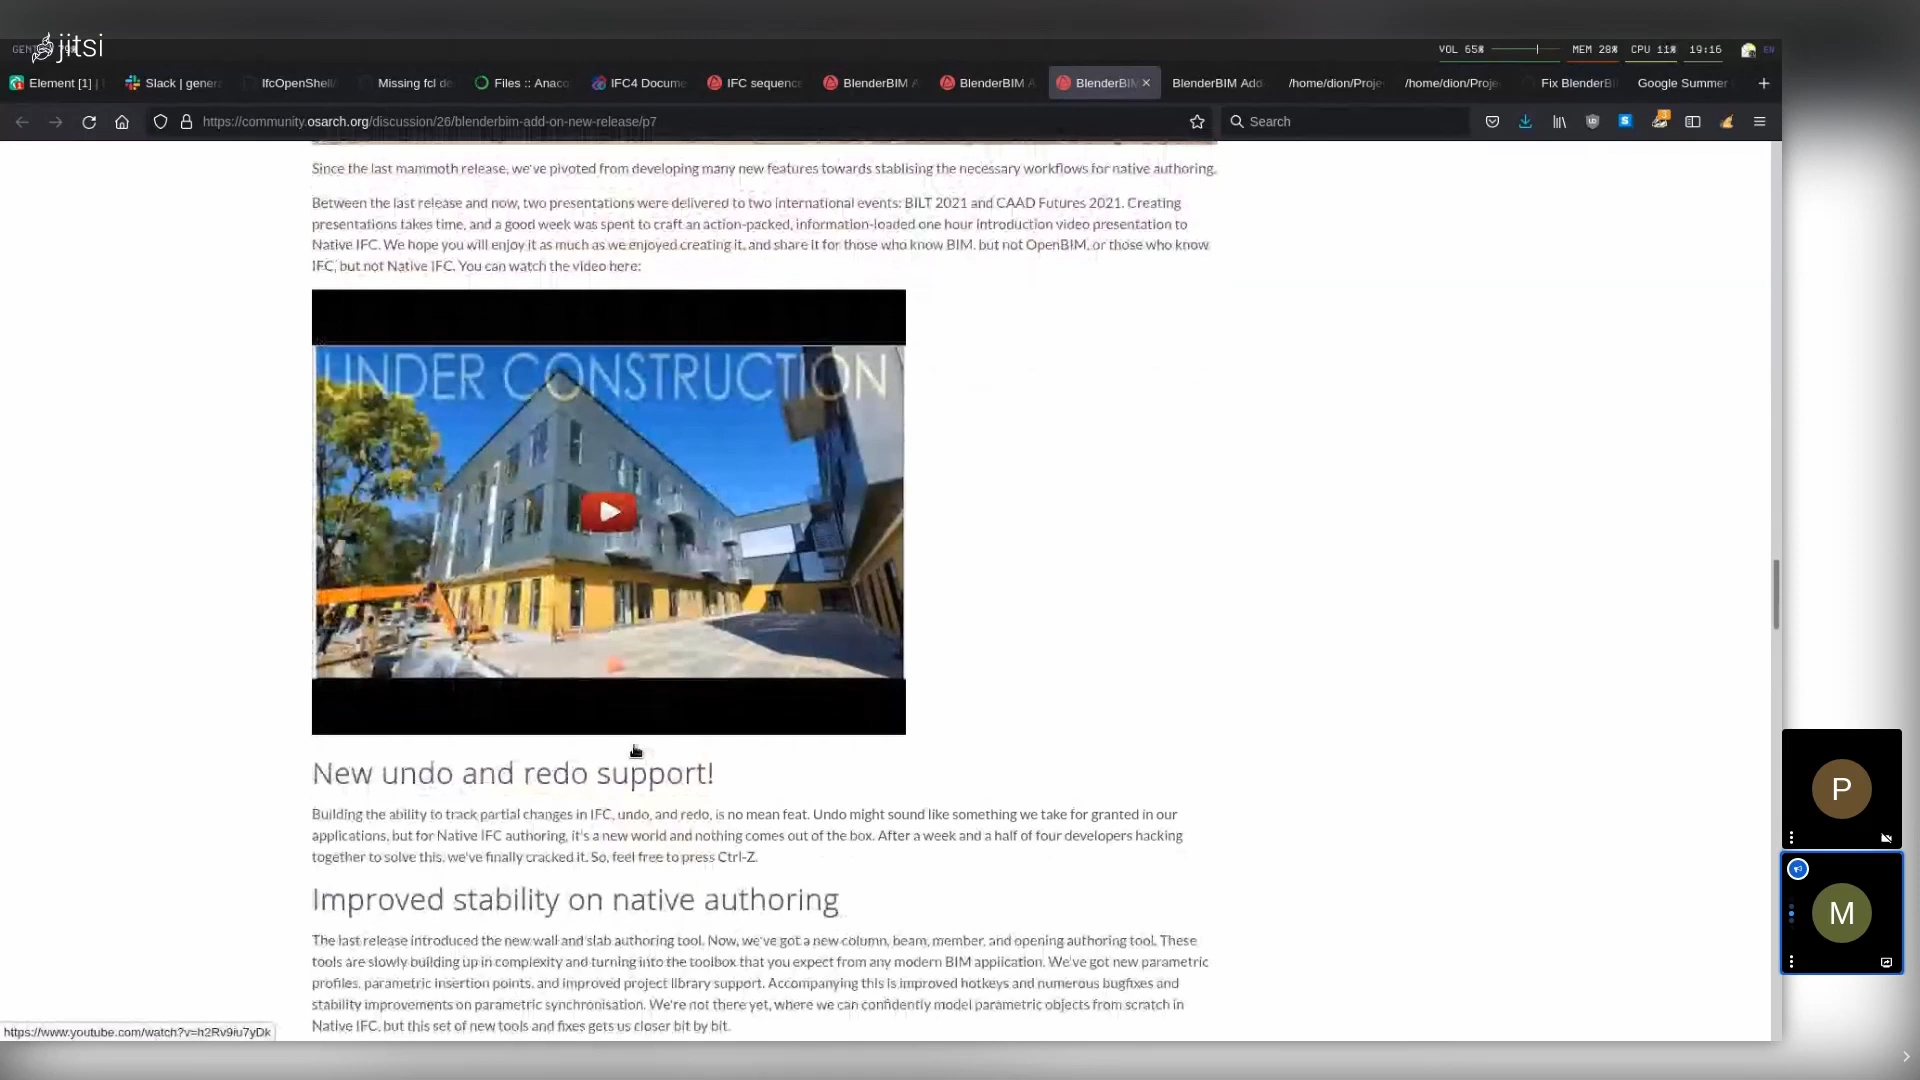 jitsi
VOL 65% MEM 28% CPU 11% 19:16 EN
Element [1] Slack | genera IfcOpenShell/ Missing fcl de Files :: Anaco IFC4 Docume IFC sequence BlenderBIM A BlenderBIM A BlenderBIM BlenderBIM Add /home/dion/Proje /home/dion/Proje Fix BlenderBI Google Summer
https://community.osarch.org/discussion/26/blenderbim-add-on-new-release/p7 Search
Since the last mammoth release, we've pivoted from developing many new features towards stablising the necessary workflows for native authoring.
Between the last release and now, two presentations were delivered to two international events: BILT 2021 and CAAD Futures 2021. Creating
presentations takes time, and a good week was spent to craft an action-packed, information-loaded one hour introduction video presentation to
Native IFC. We hope you will enjoy it as much as we enjoyed creating it, and share it for those who know BIM, but not OpenBIM, or those who know
IFC, but not Native IFC. You can watch the video here:
UNDER CONSTRUCTION
New undo and redo support!
Building the ability to track partial changes in IFC, undo, and redo, is no mean feat. Undo might sound like something we take for granted in our
applications, but for Native IFC authoring, it's a new world and nothing comes out of the box. After a week and a half of four developers hacking
together to solve this, we've finally cracked it. So, feel free to press Ctrl-Z.
Improved stability on native authoring
The last release introduced the new wall and slab authoring tool. Now, we've got a new column, beam, member, and opening authoring tool. These
tools are slowly building up in complexity and turning into the toolbox that you expect from any modern BIM application. We've got new parametric
profiles, parametric insertion points, and improved project library support. Accompanying this is improved hotkeys and numerous bugfixes and
stability improvements on parametric synchronisation. We're not there yet, where we can confidently model parametric objects from scratch in
Native IFC, but this set of new tools and fixes gets us closer bit by bit.
https://www.youtube.com/watch?v=h2Rv9iu7yDk
P
M